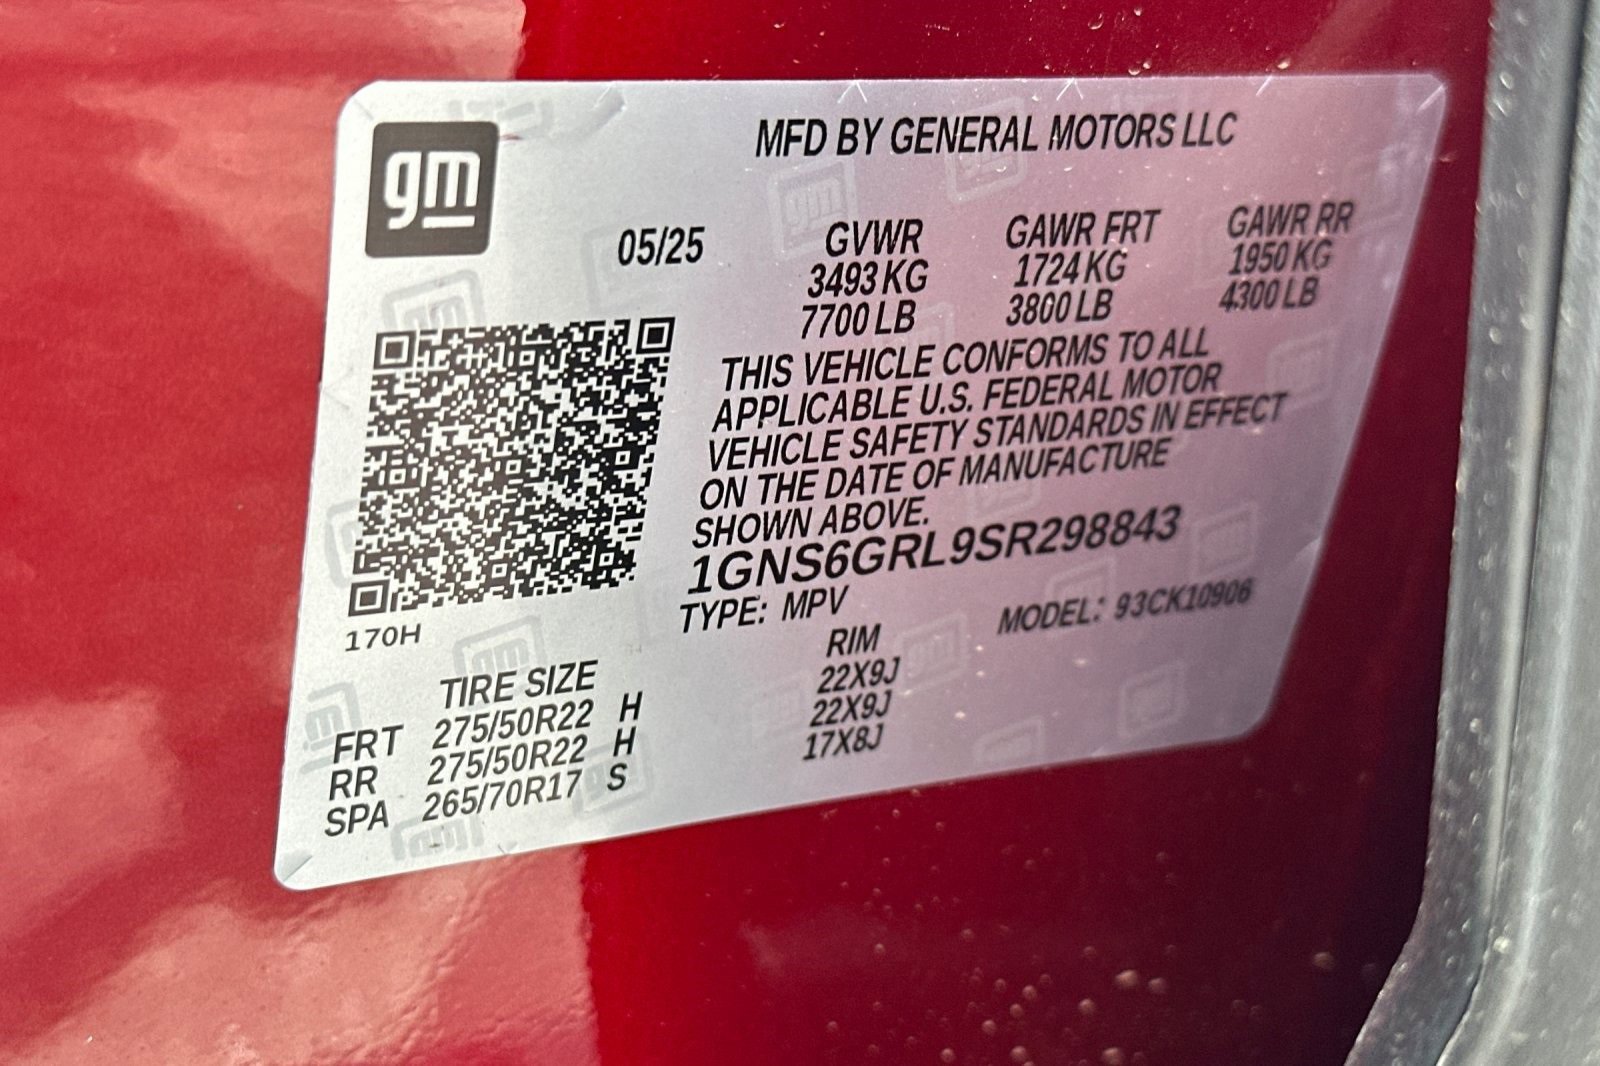 gm
MFD BY GENERAL MOTORS LLC
05/25 GVWR GAWR FRT GAWR RR
3493 KG 1724 KG 1950 KG
7700 LB 3800 LB 4300 LB
THIS VEHICLE CONFORMS TO ALL
APPLICABLE U.S. FEDERAL MOTOR
VEHICLE SAFETY STANDARDS IN EFFECT
ON THE DATE OF MANUFACTURE
SHOWN ABOVE.
1GNS6GRL9SR298843
TYPE: MPV MODEL: 93CK10906
170H
TIRE SIZE RIM
FRT 275/50R22 H 22X9J
RR 275/50R22 H 22X9J
SPA 265/70R17 S 17X8J